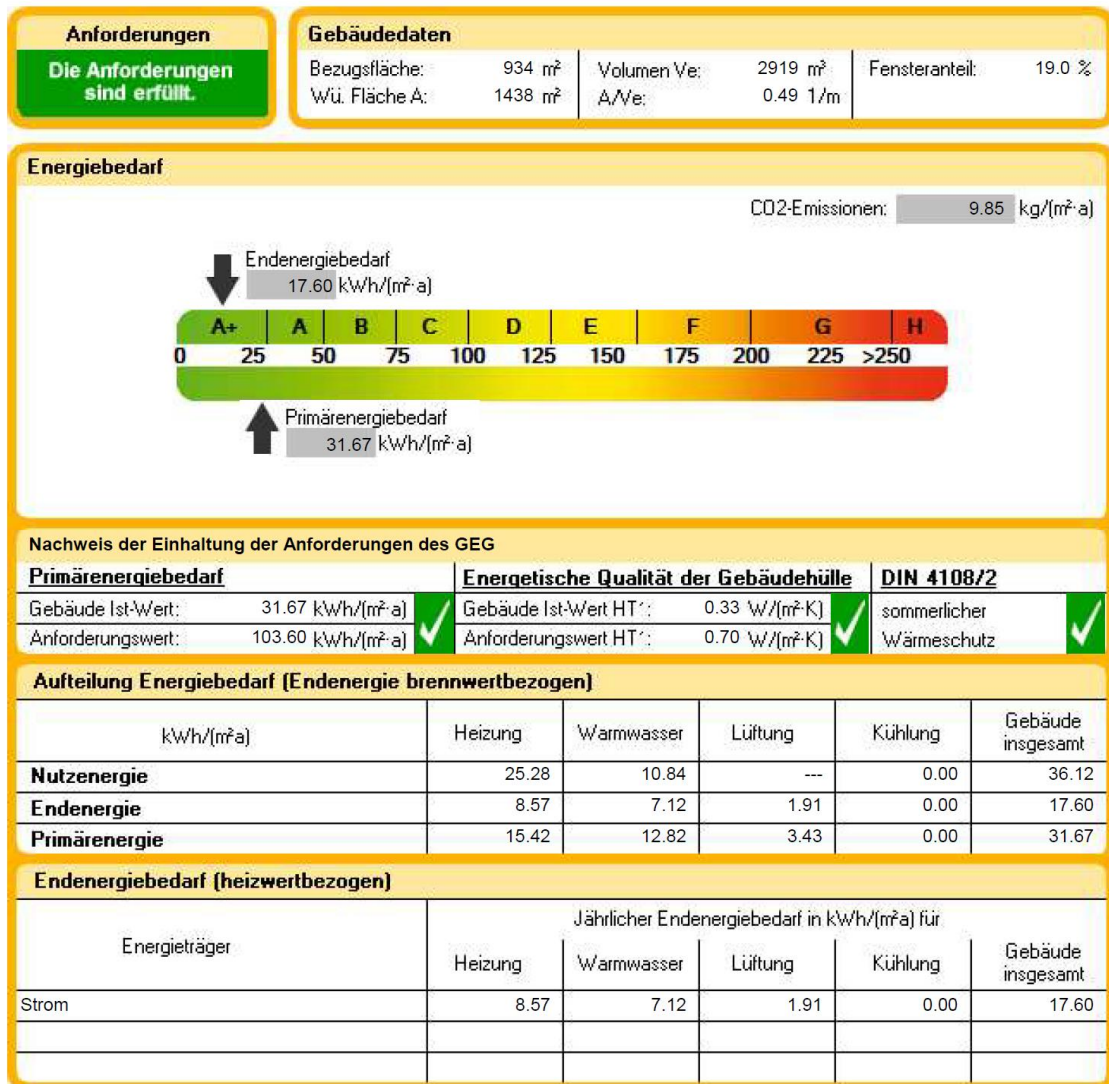 Anforderungen
Die Anforderungen
sind erfüllt.
Gebäudedaten
Bezugsfläche: 934 m²
Wü. Fläche A: 1438 m²
Volumen Ve: 2919 m³
A/Ve: 0.49 1/m
Fensteranteil: 19.0 %
Energiebedarf
CO2-Emissionen: 9.85 kg/(m²·a)
Endenergiebedarf
17.60 kWh/(m²·a)
A+ A B C D E F G H
0 25 50 75 100 125 150 175 200 225 >250
Primärenergiebedarf
31.67 kWh/(m²·a)
Nachweis der Einhaltung der Anforderungen des GEG
Primärenergiebedarf
Gebäude Ist-Wert: 31.67 kWh/(m²·a)
Anforderungswert: 103.60 kWh/(m²·a)
Energetische Qualität der Gebäudehülle
Gebäude Ist-Wert HT´: 0.33 W/(m²·K)
Anforderungswert HT´: 0.70 W/(m²·K)
DIN 4108/2
sommerlicher
Wärmeschutz
Aufteilung Energiebedarf (Endenergie brennwertbezogen)
kWh/(m²a) Heizung Warmwasser Lüftung Kühlung Gebäude insgesamt
Nutzenergie 25.28 10.84 --- 0.00 36.12
Endenergie 8.57 7.12 1.91 0.00 17.60
Primärenergie 15.42 12.82 3.43 0.00 31.67
Endenergiebedarf (heizwertbezogen)
Energieträger
Jährlicher Endenergiebedarf in kWh/(m²a) für
Heizung Warmwasser Lüftung Kühlung Gebäude insgesamt
Strom 8.57 7.12 1.91 0.00 17.60